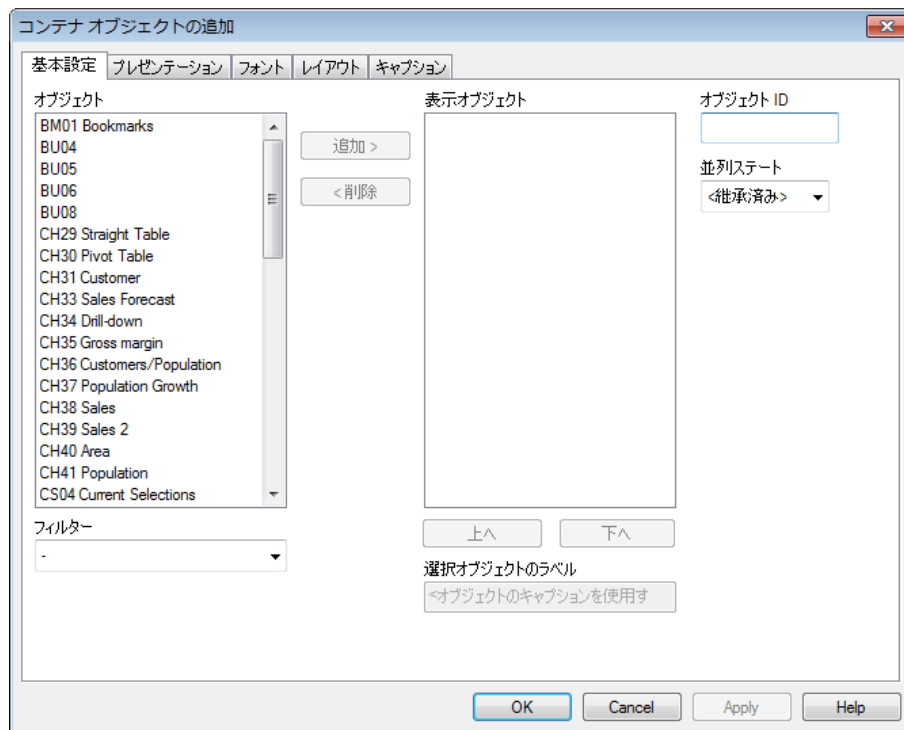 コンテナ オブジェクトの追加
基本設定
プレゼンテーション
フォント
レイアウト
キャプション
オブジェクト
BM01 Bookmarks
BU04
BU05
BU06
BU08
CH29 Straight Table
CH30 Pivot Table
CH31 Customer
CH33 Sales Forecast
CH34 Drill-down
CH35 Gross margin
CH36 Customers/Population
CH37 Population Growth
CH38 Sales
CH39 Sales 2
CH40 Area
CH41 Population
CS04 Current Selections
フィルター
-
追加 >
< 削除
表示オブジェクト
上へ
下へ
選択オブジェクトのラベル
<オブジェクトのキャプションを使用す
オブジェクト ID
並列ステート
<継承済み>
OK
Cancel
Apply
Help